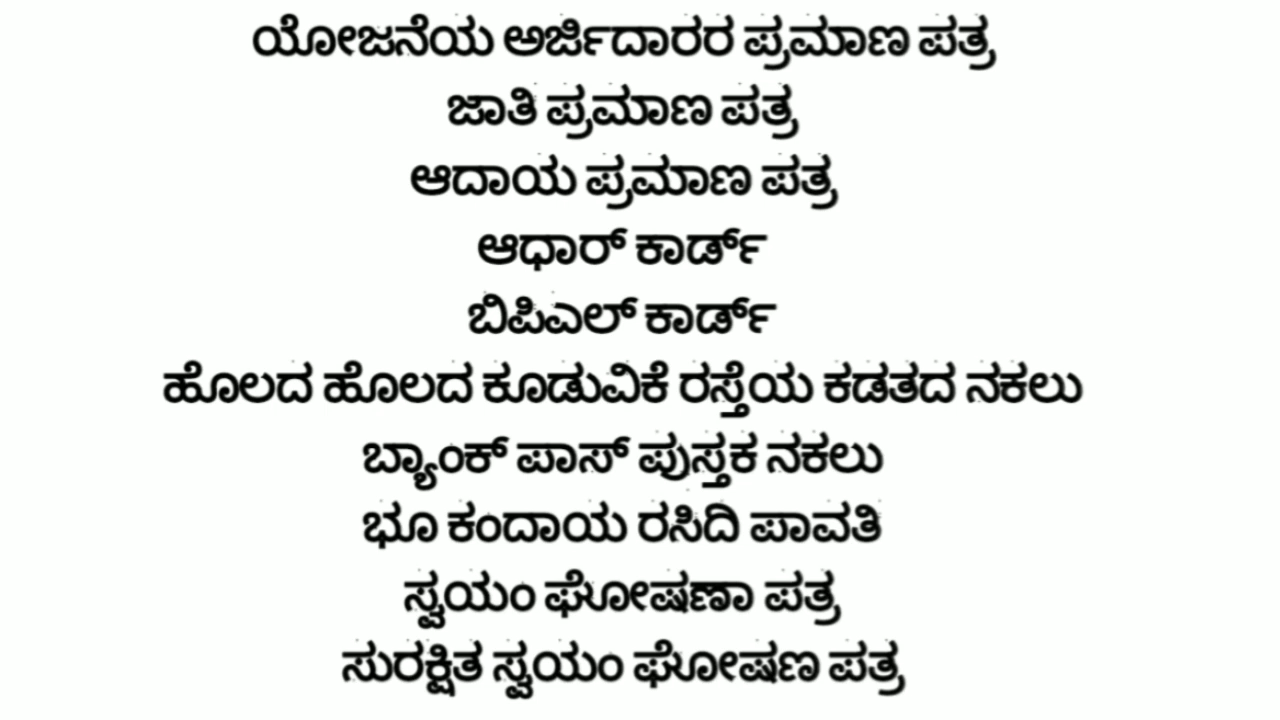 ಯೋಜನೆಯ ಅರ್ಜಿದಾರರ ಪ್ರಮಾಣ ಪತ್ರ
ಜಾತಿ ಪ್ರಮಾಣ ಪತ್ರ
ಆದಾಯ ಪ್ರಮಾಣ ಪತ್ರ
ಆಧಾರ್ ಕಾರ್ಡ್
ಬಿಪಿಎಲ್ ಕಾರ್ಡ್
ಹೊಲದ ಹೊಲದ ಕೂಡುವಿಕೆ ರಸ್ತೆಯ ಕಡತದ ನಕಲು
ಬ್ಯಾಂಕ್ ಪಾಸ್ ಪುಸ್ತಕ ನಕಲು
ಭೂ ಕಂದಾಯ ರಸಿದಿ ಪಾವತಿ
ಸ್ವಯಂ ಘೋಷಣಾ ಪತ್ರ
ಸುರಕ್ಷಿತ ಸ್ವಯಂ ಘೋಷಣ ಪತ್ರ